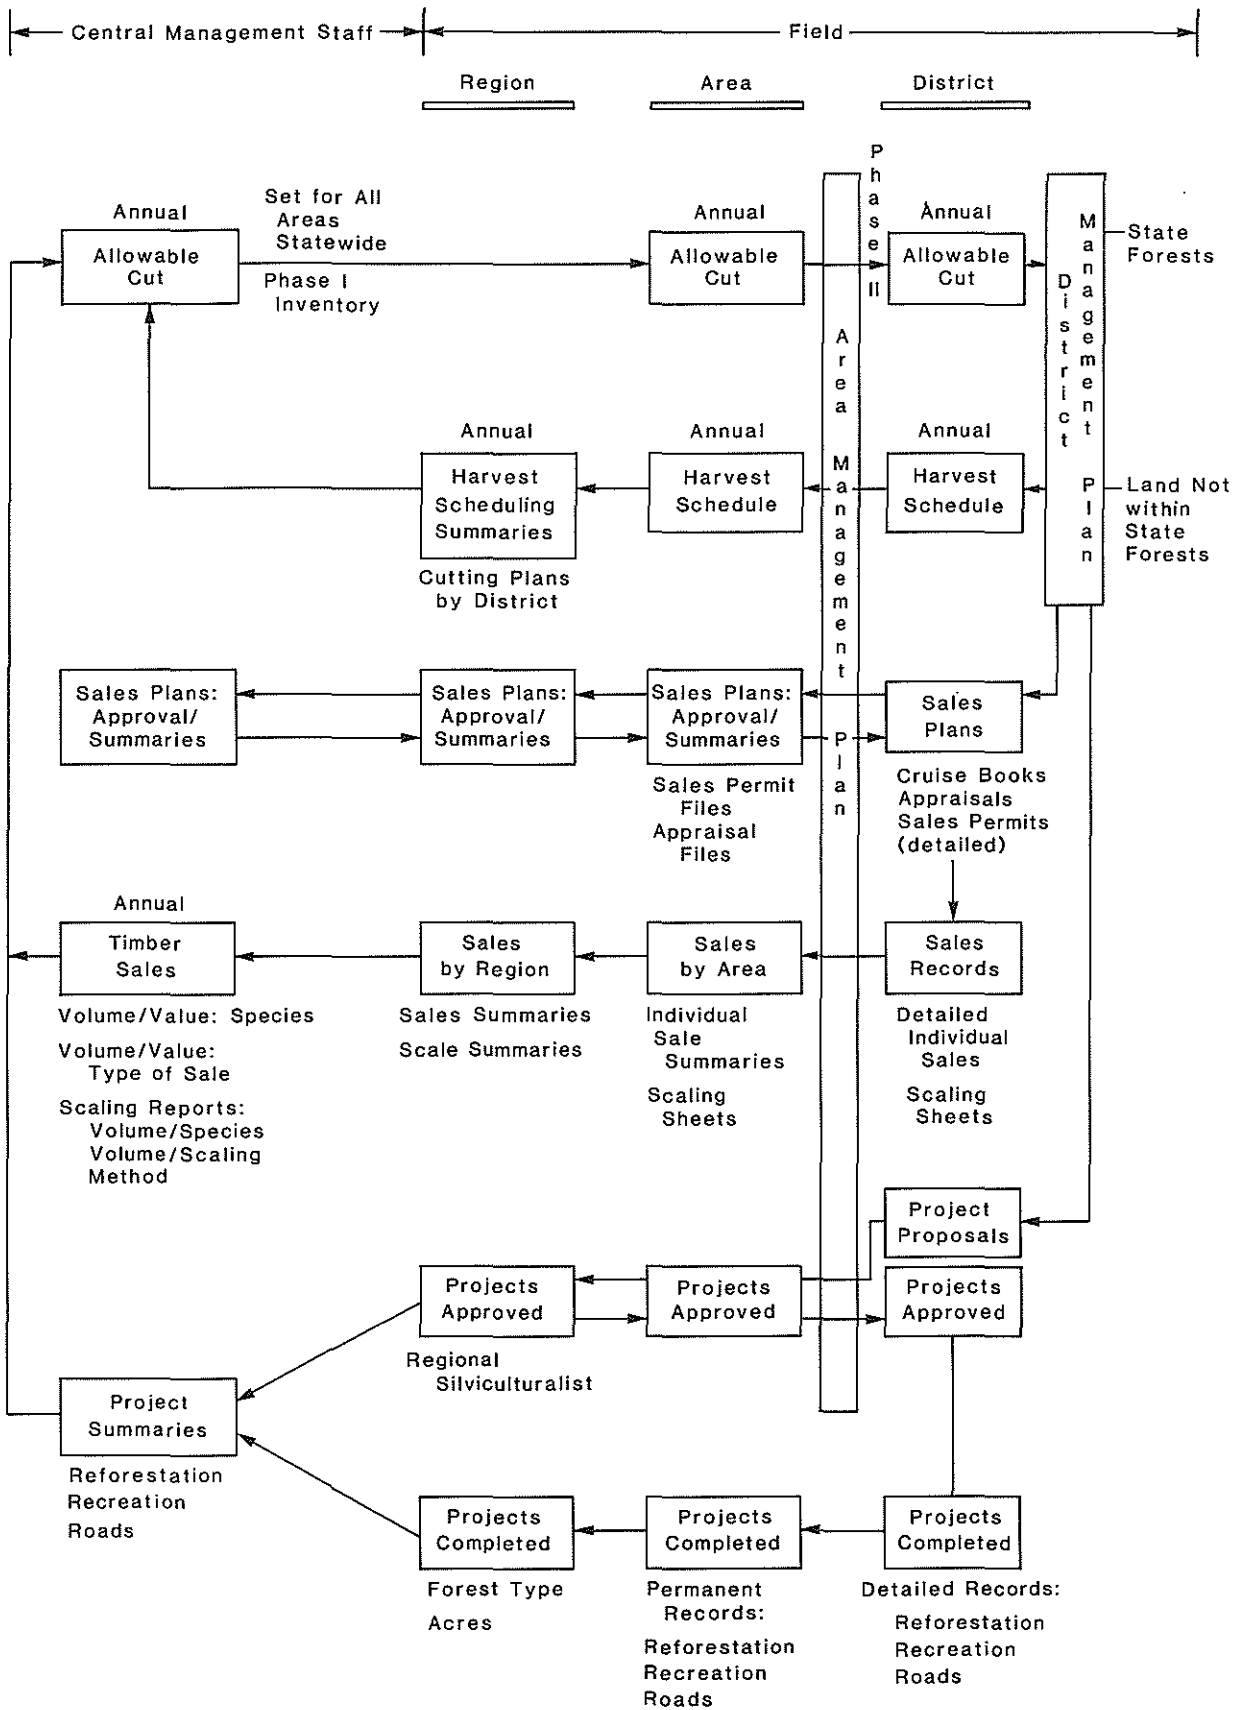 Central Management Staff
Field
Region
Area
District
Phase II
Annual
Set for All
Areas
Statewide
Annual
Annual
Allowable
Cut
Phase I
Inventory
Allowable
Cut
Allowable
Cut
District
Management Plan
State
Forests
Area Management Plan
Annual
Annual
Annual
Harvest
Scheduling
Summaries
Harvest
Schedule
Harvest
Schedule
Land Not
within
State
Forests
Cutting Plans
by District
Sales Plans:
Approval/
Summaries
Sales Plans:
Approval/
Summaries
Sales Plans:
Approval/
Summaries
Sales
Plans
Sales Permit
Files
Appraisal
Files
Cruise Books
Appraisals
Sales Permits
(detailed)
Annual
Timber
Sales
Sales
by Region
Sales
by Area
Sales
Records
Volume/Value: Species
Volume/Value:
Type of Sale
Scaling Reports:
Volume/Species
Volume/Scaling
Method
Sales Summaries
Scale Summaries
Individual
Sale
Summaries
Scaling
Sheets
Detailed
Individual
Sales
Scaling
Sheets
Project
Proposals
Projects
Approved
Projects
Approved
Projects
Approved
Regional
Silviculturalist
Project
Summaries
Reforestation
Recreation
Roads
Projects
Completed
Projects
Completed
Projects
Completed
Forest Type
Acres
Permanent
Records:
Reforestation
Recreation
Roads
Detailed Records:
Reforestation
Recreation
Roads